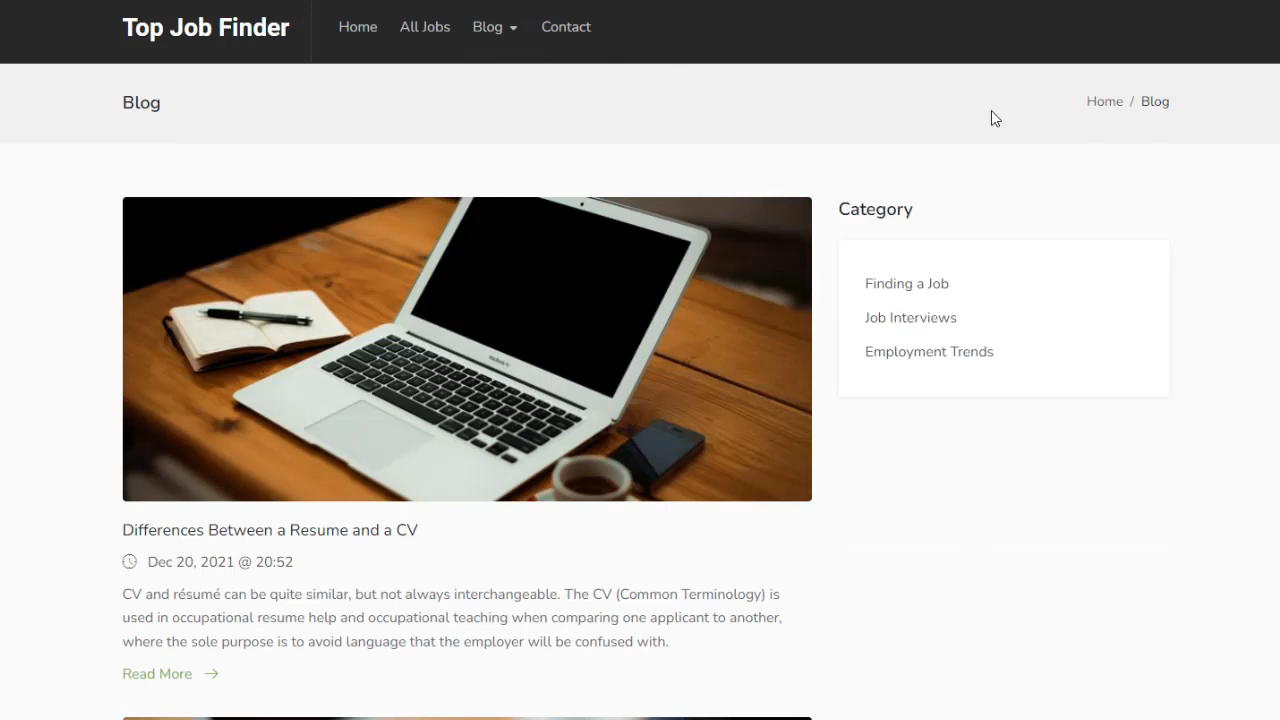 Top Job Finder
Home
All Jobs
Blog
Contact
Blog
Home / Blog
Category
Finding a Job
Job Interviews
Employment Trends
Differences Between a Resume and a CV
Dec 20, 2021 @ 20:52
CV and résumé can be quite similar, but not always interchangeable. The CV (Common Terminology) is
used in occupational resume help and occupational teaching when comparing one applicant to another,
where the sole purpose is to avoid language that the employer will be confused with.
Read More